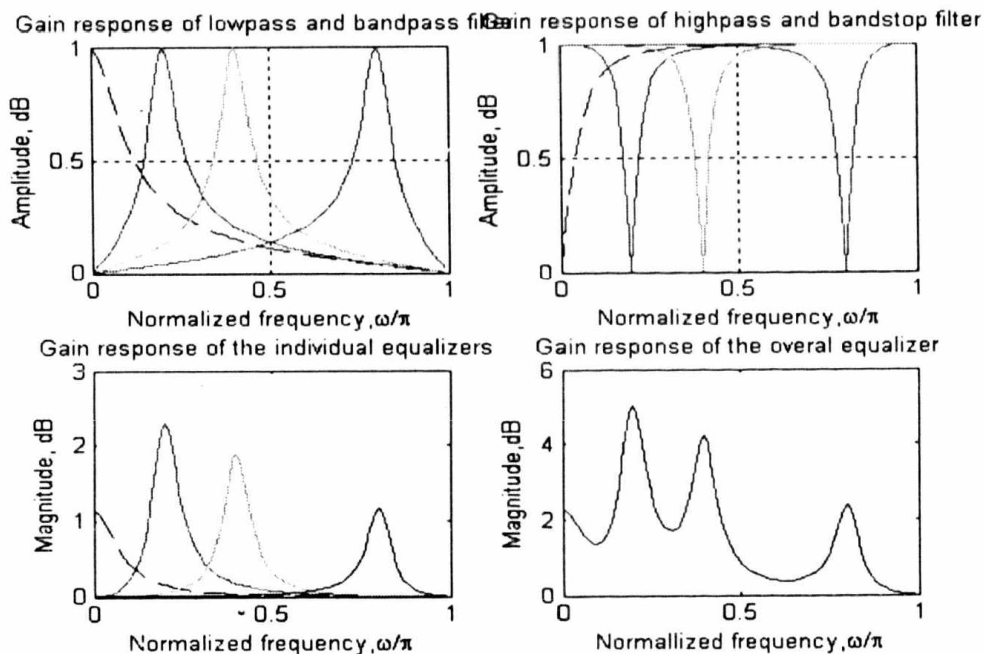 Gain response of lowpass and bandpass filter
Gain response of highpass and bandstop filter
1
Amplitude, dB
0.5
0
0
0.5
1
Normalized frequency,ω/π
1
Amplitude, dB
0.5
0
0
0.5
1
Normalized frequency,ω/π
Gain response of the individual equalizers
3
Magnitude, dB
2
1
0
0
0.5
1
Normalized frequency,ω/π
Gain response of the overal equalizer
6
Magnitude,dB
4
2
0
0
0.5
1
Normallized frequency,ω/π